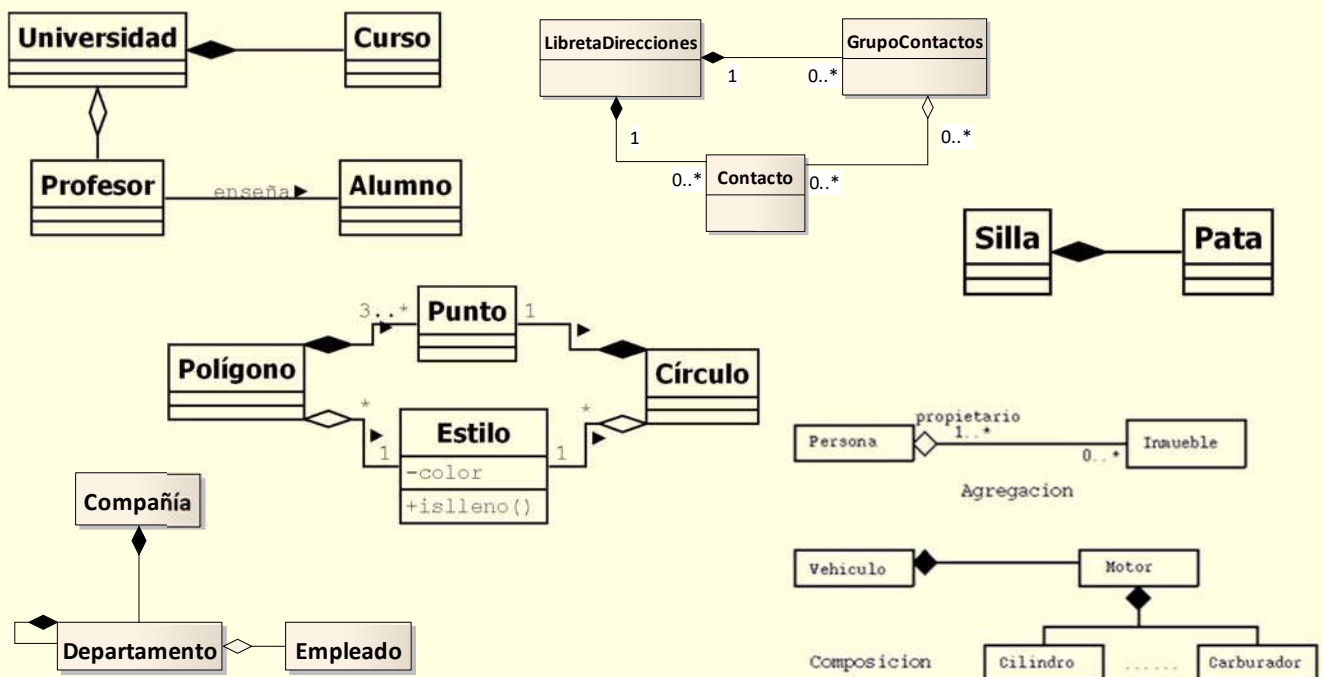 Universidad
Curso
Profesor
enseña
Alumno
LibretaDirecciones
GrupoContactos
1
0..*
1
0..*
0..*
Contacto
0..*
Silla
Pata
3..*
Punto
1
Polígono
Círculo
*
*
1
Estilo
1
-color
+islleno()
Compañía
Departamento
Empleado
propietario
Persona
1..*
Inmueble
0..*
Agregacion
Vehiculo
Motor
Composicion
Cilindro
......
Carburador